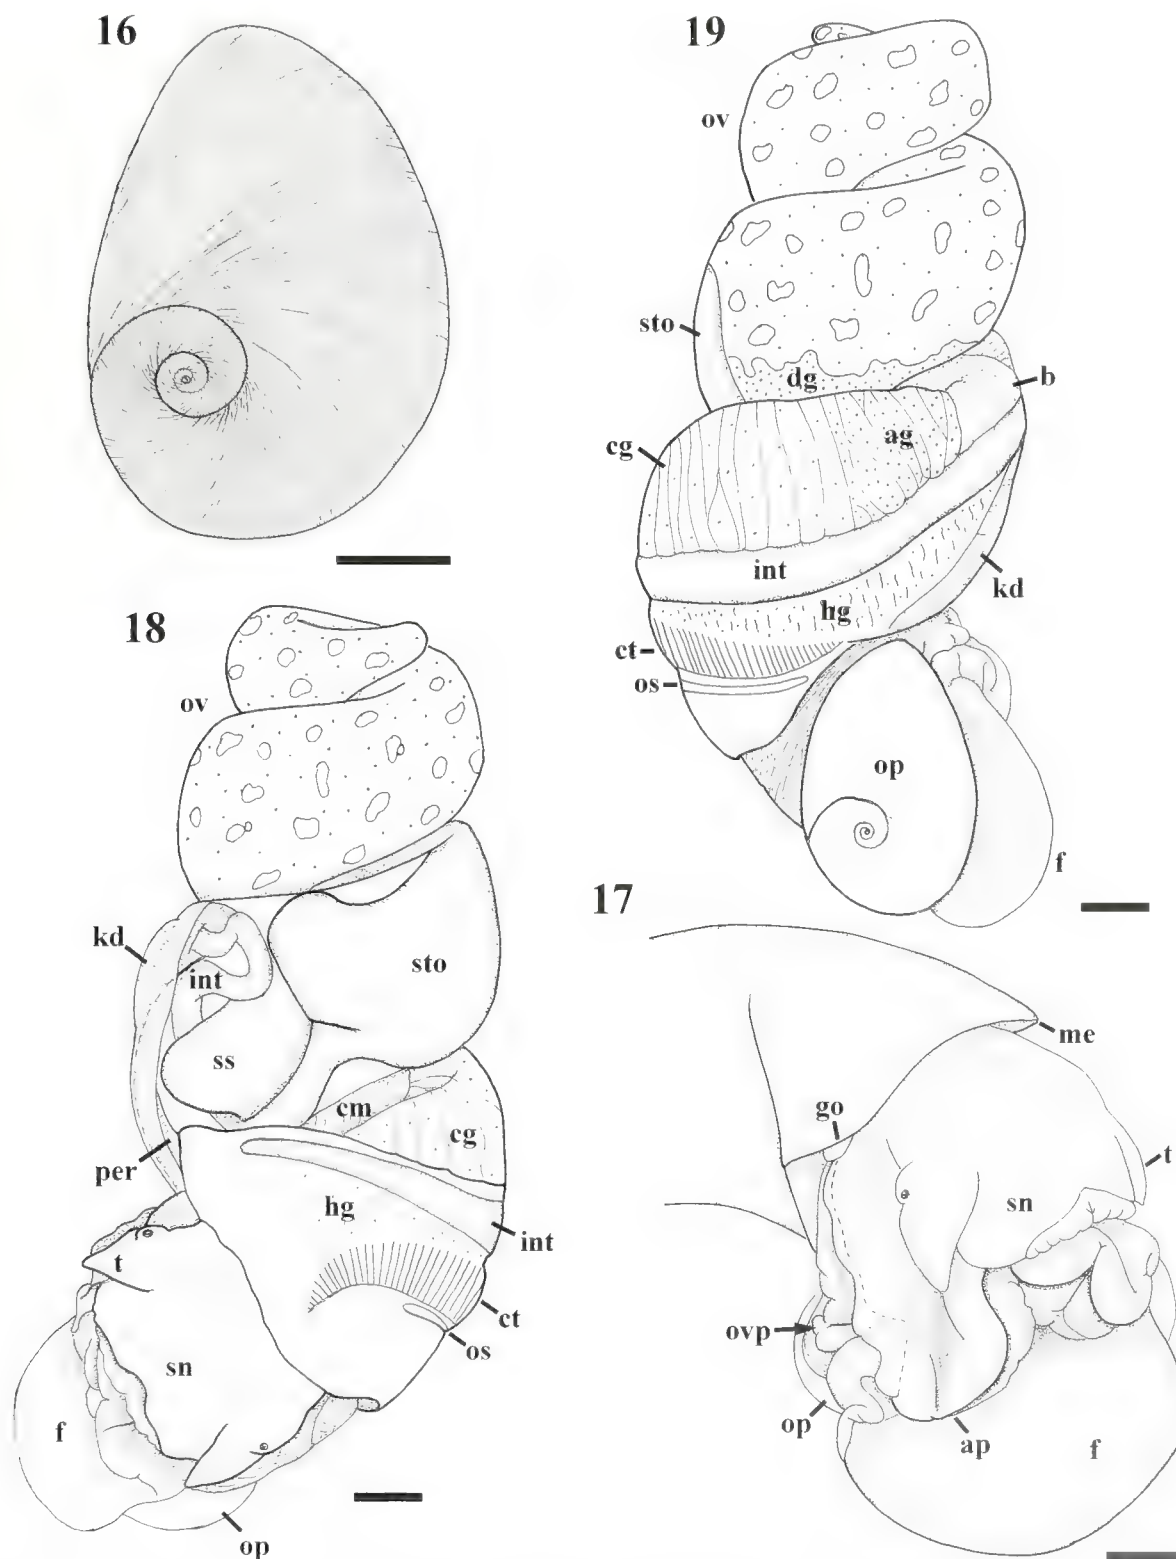 16
19
ov
sto
dg
b
cg
ag
int
kd
hg
ct
os
op
f
18
ov
kd
int
sto
ss
cm
cg
per
hg
int
t
ct
os
sn
f
op
17
me
go
t
sn
ovp
op
ap
f